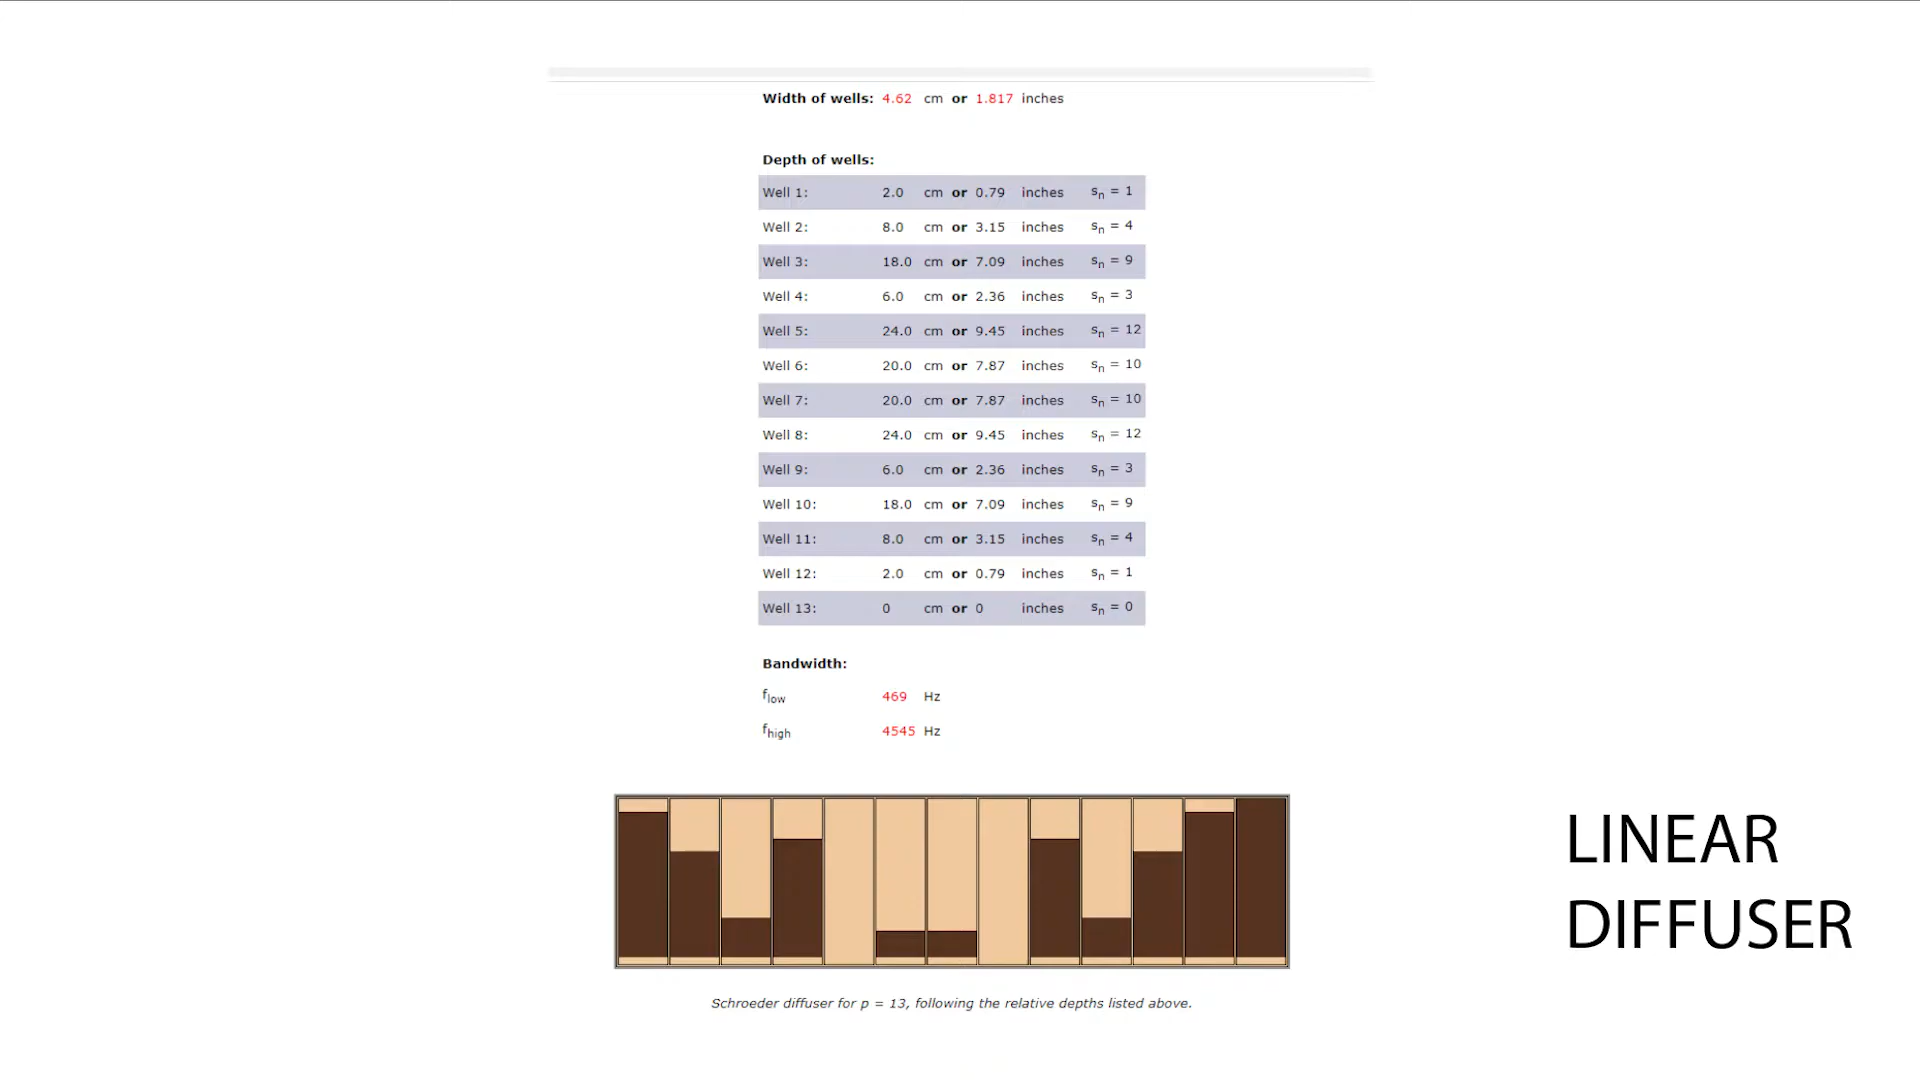 Width of wells: 4.62 cm or 1.817 inches
Depth of wells:
Well 1: 2.0 cm or 0.79 inches sn = 1
Well 2: 8.0 cm or 3.15 inches sn = 4
Well 3: 18.0 cm or 7.09 inches sn = 9
Well 4: 6.0 cm or 2.36 inches sn = 3
Well 5: 24.0 cm or 9.45 inches sn = 12
Well 6: 20.0 cm or 7.87 inches sn = 10
Well 7: 20.0 cm or 7.87 inches sn = 10
Well 8: 24.0 cm or 9.45 inches sn = 12
Well 9: 6.0 cm or 2.36 inches sn = 3
Well 10: 18.0 cm or 7.09 inches sn = 9
Well 11: 8.0 cm or 3.15 inches sn = 4
Well 12: 2.0 cm or 0.79 inches sn = 1
Well 13: 0 cm or 0 inches sn = 0
Bandwidth:
flow 469 Hz
fhigh 4545 Hz
LINEAR
DIFFUSER
Schroeder diffuser for p = 13, following the relative depths listed above.